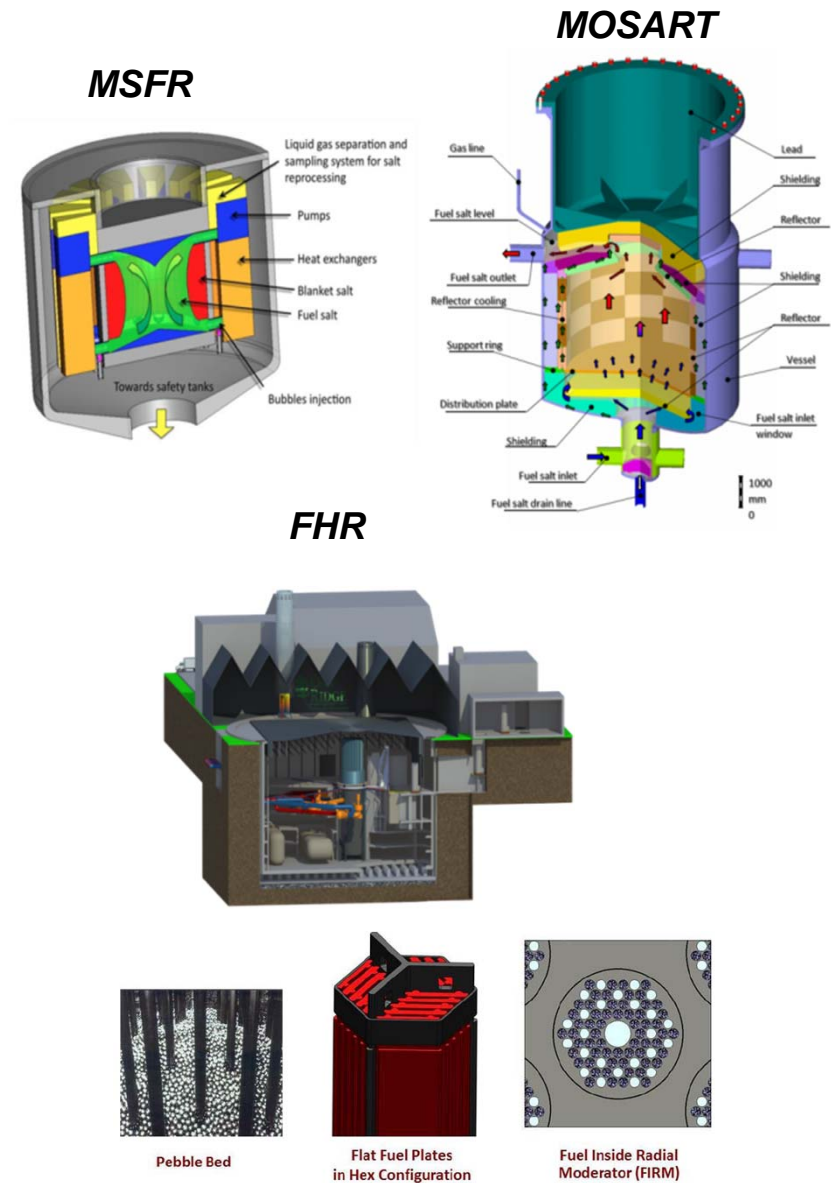 MOSART
MSFR
Liquid gas separation and
sampling system for salt
reprocessing
Pumps
Heat exchangers
Blanket salt
Fuel salt
Bubbles injection
Towards safety tanks
Gas line
Fuel salt level
Fuel salt outlet
Reflector cooling
Support ring
Distribution plate
Shielding
Fuel salt inlet
Fuel salt drain line
Lead
Shielding
Reflector
Shielding
Reflector
Vessel
Fuel salt inlet
window
1000
mm
0
FHR
Pebble Bed
Flat Fuel Plates
in Hex Configuration
Fuel Inside Radial
Moderator (FIRM)